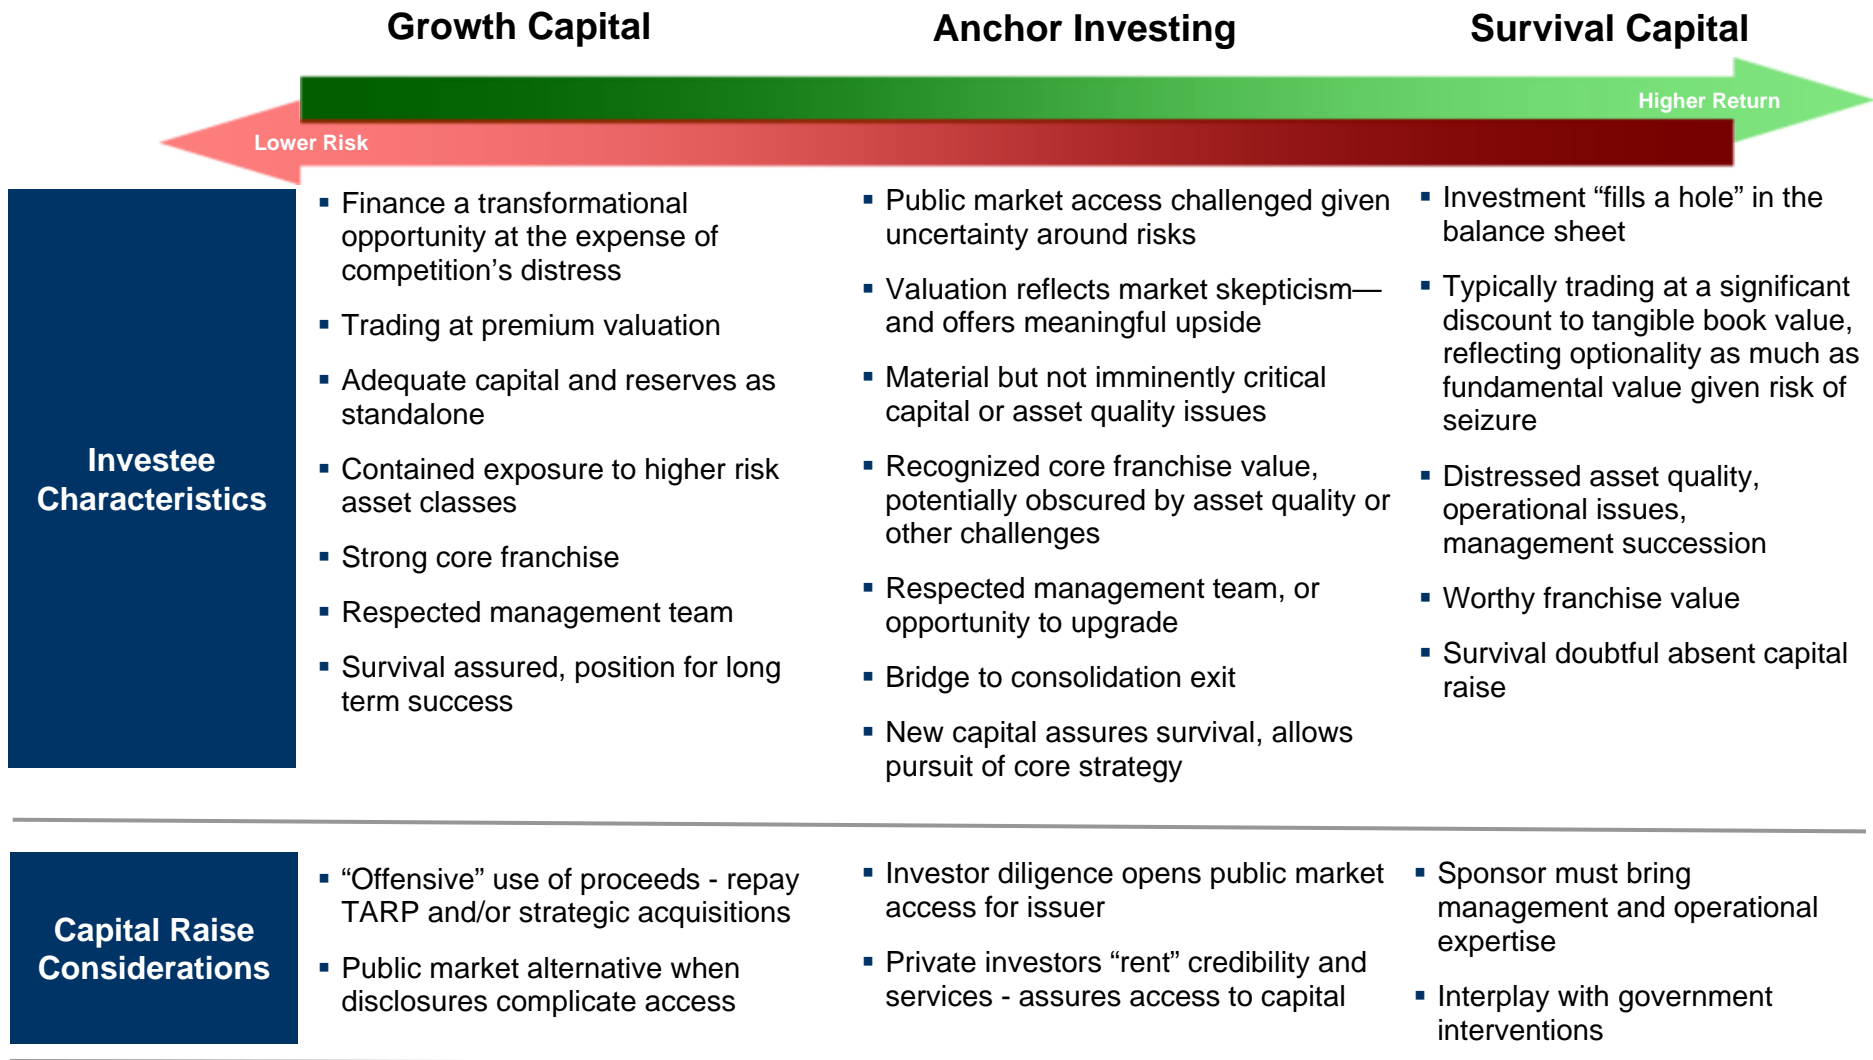 Growth Capital
Anchor Investing
Survival Capital
Higher Return
Lower Risk
Investee
Characteristics
▪ Finance a transformational
opportunity at the expense of
competition’s distress
▪ Trading at premium valuation
▪ Adequate capital and reserves as
standalone
▪ Contained exposure to higher risk
asset classes
▪ Strong core franchise
▪ Respected management team
▪ Survival assured, position for long
term success
▪ Public market access challenged given
uncertainty around risks
▪ Valuation reflects market skepticism—
and offers meaningful upside
▪ Material but not imminently critical
capital or asset quality issues
▪ Recognized core franchise value,
potentially obscured by asset quality or
other challenges
▪ Respected management team, or
opportunity to upgrade
▪ Bridge to consolidation exit
▪ New capital assures survival, allows
pursuit of core strategy
▪ Investment “fills a hole” in the
balance sheet
▪ Typically trading at a significant
discount to tangible book value,
reflecting optionality as much as
fundamental value given risk of
seizure
▪ Distressed asset quality,
operational issues,
management succession
▪ Worthy franchise value
▪ Survival doubtful absent capital
raise
Capital Raise
Considerations
▪ “Offensive” use of proceeds - repay
TARP and/or strategic acquisitions
▪ Public market alternative when
disclosures complicate access
▪ Investor diligence opens public market
access for issuer
▪ Private investors “rent” credibility and
services - assures access to capital
▪ Sponsor must bring
management and operational
expertise
▪ Interplay with government
interventions